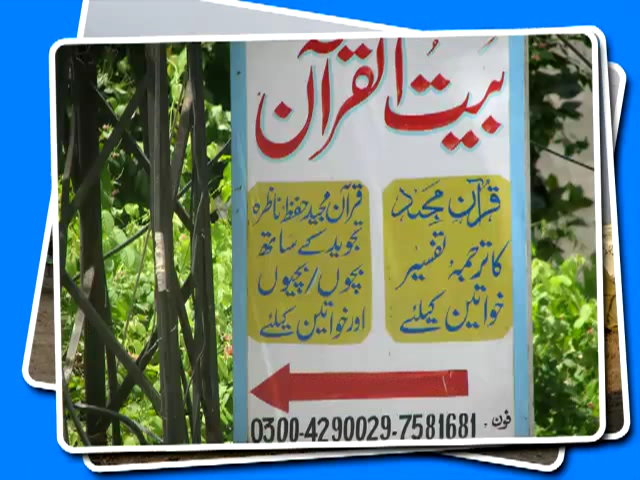 بَیتُ القرآن
قرآن مجید
کا ترجمہ تفسیر
خواتین کیلئے
قرآن مجید حفظ/ناظرہ
تجوید کے ساتھ
بچوں/بچیوں
اور خواتین کیلئے
فون۔ 0300-4290029-7581681